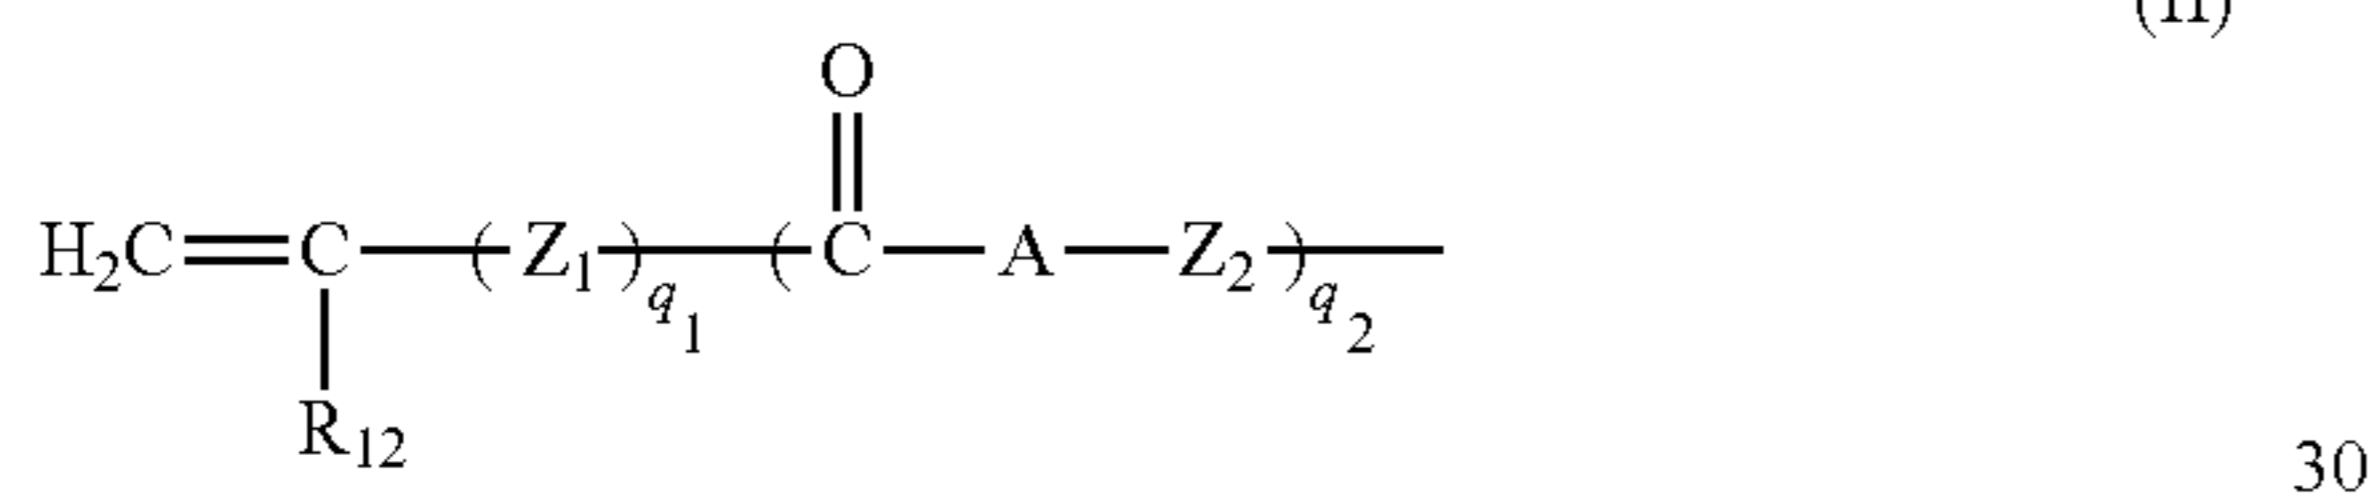 (II)
O
H2C=C—(Z1)q1—(C—A—Z2)q2—
R12
30